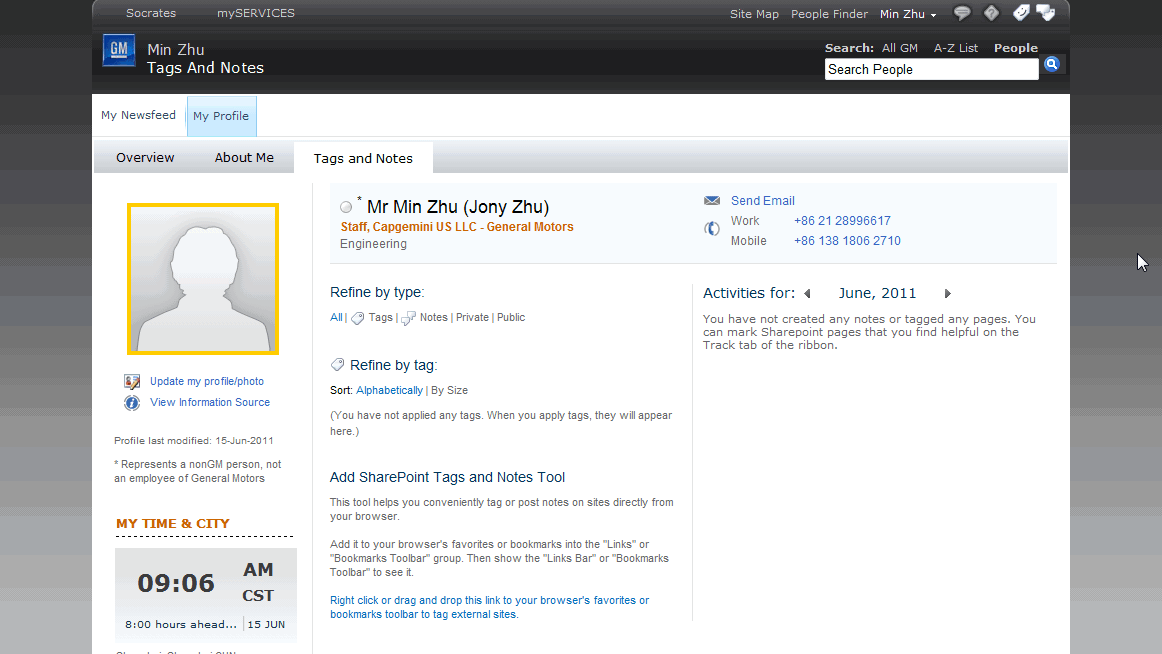 Socrates mySERVICES Site Map People Finder Min Zhu
GM
Min Zhu
Tags And Notes
Search: All GM A-Z List People
Search People
My Newsfeed My Profile
Overview About Me Tags and Notes
* Mr Min Zhu (Jony Zhu)
Staff, Capgemini US LLC - General Motors
Engineering
Send Email
Work +86 21 28996617
Mobile +86 138 1806 2710
Update my profile/photo
View Information Source
Profile last modified: 15-Jun-2011
* Represents a nonGM person, not
an employee of General Motors
MY TIME & CITY
09:06 AM
CST
8:00 hours ahead... 15 JUN
Refine by type:
All | Tags | Notes | Private | Public
Refine by tag:
Sort: Alphabetically | By Size
(You have not applied any tags. When you apply tags, they will appear
here.)
Add SharePoint Tags and Notes Tool
This tool helps you conveniently tag or post notes on sites directly from
your browser.
Add it to your browser's favorites or bookmarks into the "Links" or
"Bookmarks Toolbar" group. Then show the "Links Bar" or "Bookmarks
Toolbar" to see it.
Right click or drag and drop this link to your browser's favorites or
bookmarks toolbar to tag external sites.
Activities for: June, 2011
You have not created any notes or tagged any pages. You
can mark Sharepoint pages that you find helpful on the
Track tab of the ribbon.